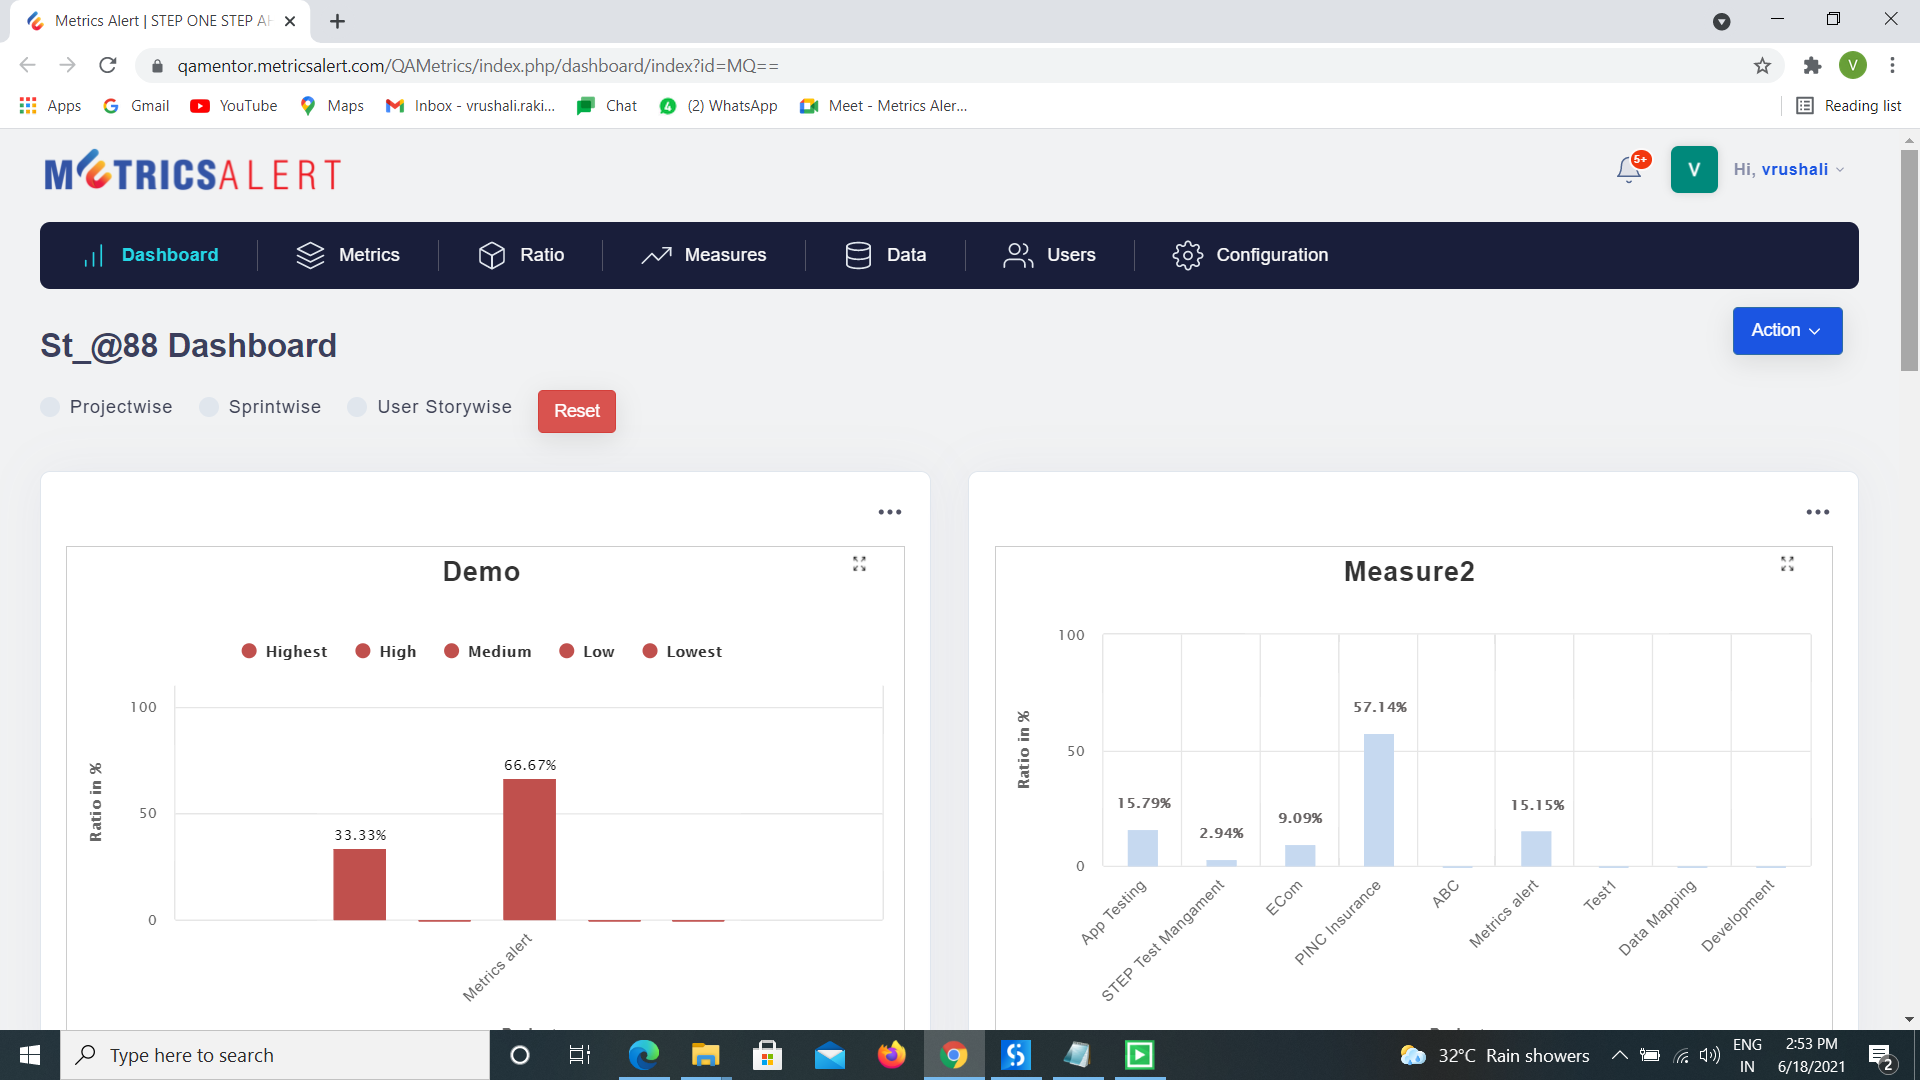 Metrics Alert | STEP ONE STEP AH
qamentor.metricsalert.com/QAMetrics/index.php/dashboard/index?id=MQ==
V
Apps
Gmail
YouTube
Maps
Inbox - vrushali.raki...
Chat
(2) WhatsApp
Meet - Metrics Aler...
Reading list
METRICSALERT
5+
V
Hi, vrushali
Dashboard
Metrics
Ratio
Measures
Data
Users
Configuration
St_@88 Dashboard
Action
Projectwise
Sprintwise
User Storywise
Reset
Demo
Highest
High
Medium
Low
Lowest
Ratio in %
100
50
0
33.33%
66.67%
Metrics alert
Measure2
Ratio in %
100
50
0
15.79%
2.94%
9.09%
57.14%
15.15%
App Testing
STEP Test Mangament
ECom
PINC Insurance
ABC
Metrics alert
Test1
Data Mapping
Development
Type here to search
32°C Rain showers
ENG
IN
2:53 PM
6/18/2021
2